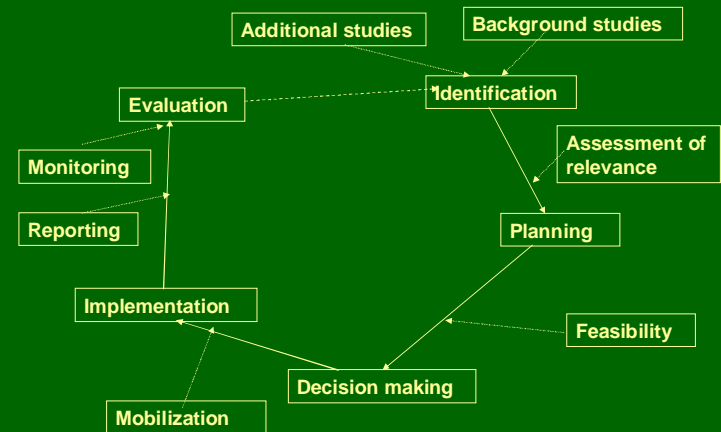 Additional studies
Background studies
Evaluation
Identification
Monitoring
Assessment of
relevance
Reporting
Planning
Implementation
Feasibility
Decision making
Mobilization